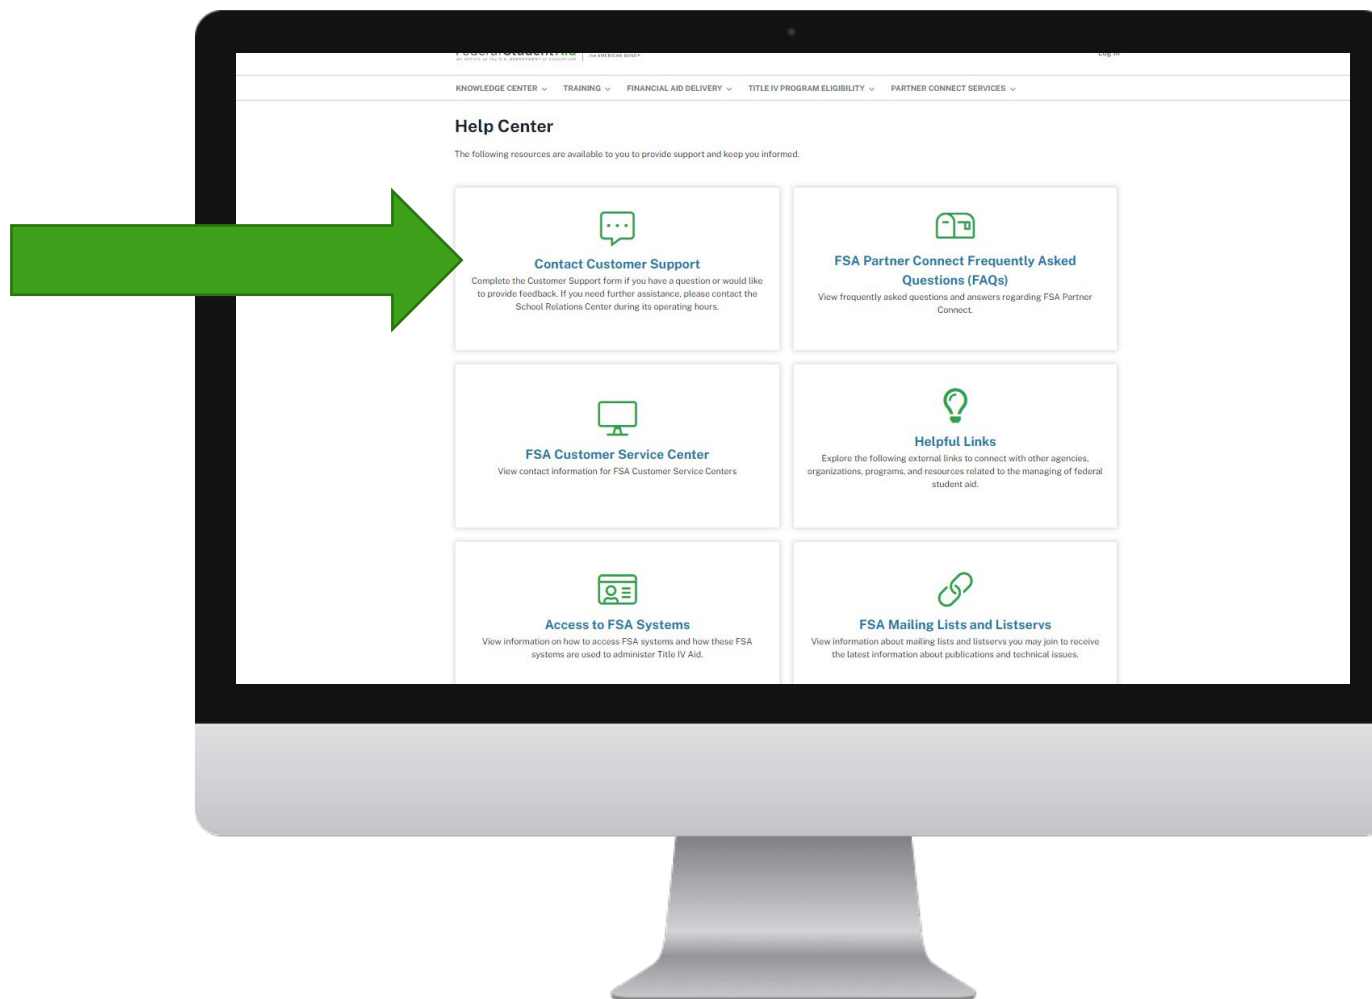 An OFFICE of the U.S. DEPARTMENT of EDUCATION
KNOWLEDGE CENTER TRAINING FINANCIAL AID DELIVERY TITLE IV PROGRAM ELIGIBILITY PARTNER CONNECT SERVICES
Help Center
The following resources are available to you to provide support and keep you informed.
Contact Customer Support
Complete the Customer Support form if you have a question or would like
to provide feedback. If you need further assistance, please contact the
School Relations Center during its operating hours.
FSA Partner Connect Frequently Asked
Questions (FAQs)
View frequently asked questions and answers regarding FSA Partner
Connect.
FSA Customer Service Center
View contact information for FSA Customer Service Centers
Helpful Links
Explore the following external links to connect with other agencies,
organizations, programs, and resources related to the managing of federal
student aid.
Access to FSA Systems
View information on how to access FSA systems and how these FSA
systems are used to administer Title IV Aid.
FSA Mailing Lists and Listservs
View information about mailing lists and listservs you may join to receive
the latest information about publications and technical issues.